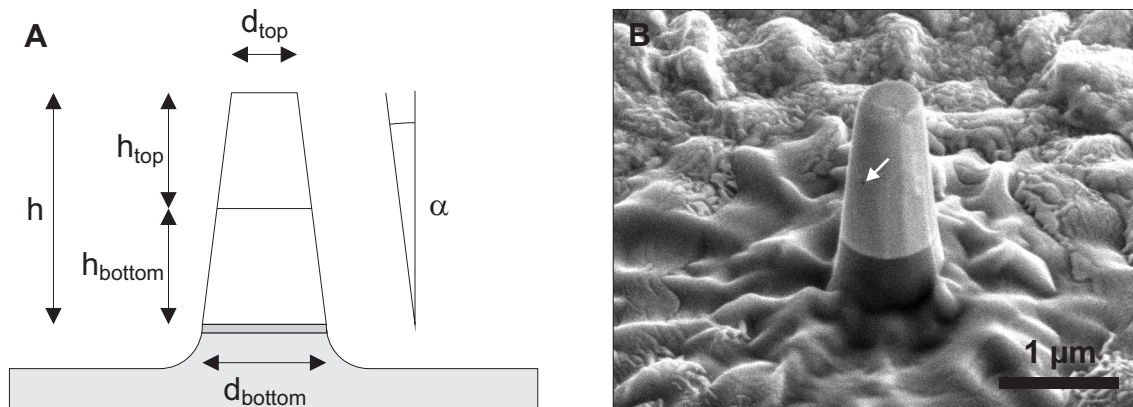 A
d_top
h_top
h
α
h_bottom
d_bottom
B
1 µm